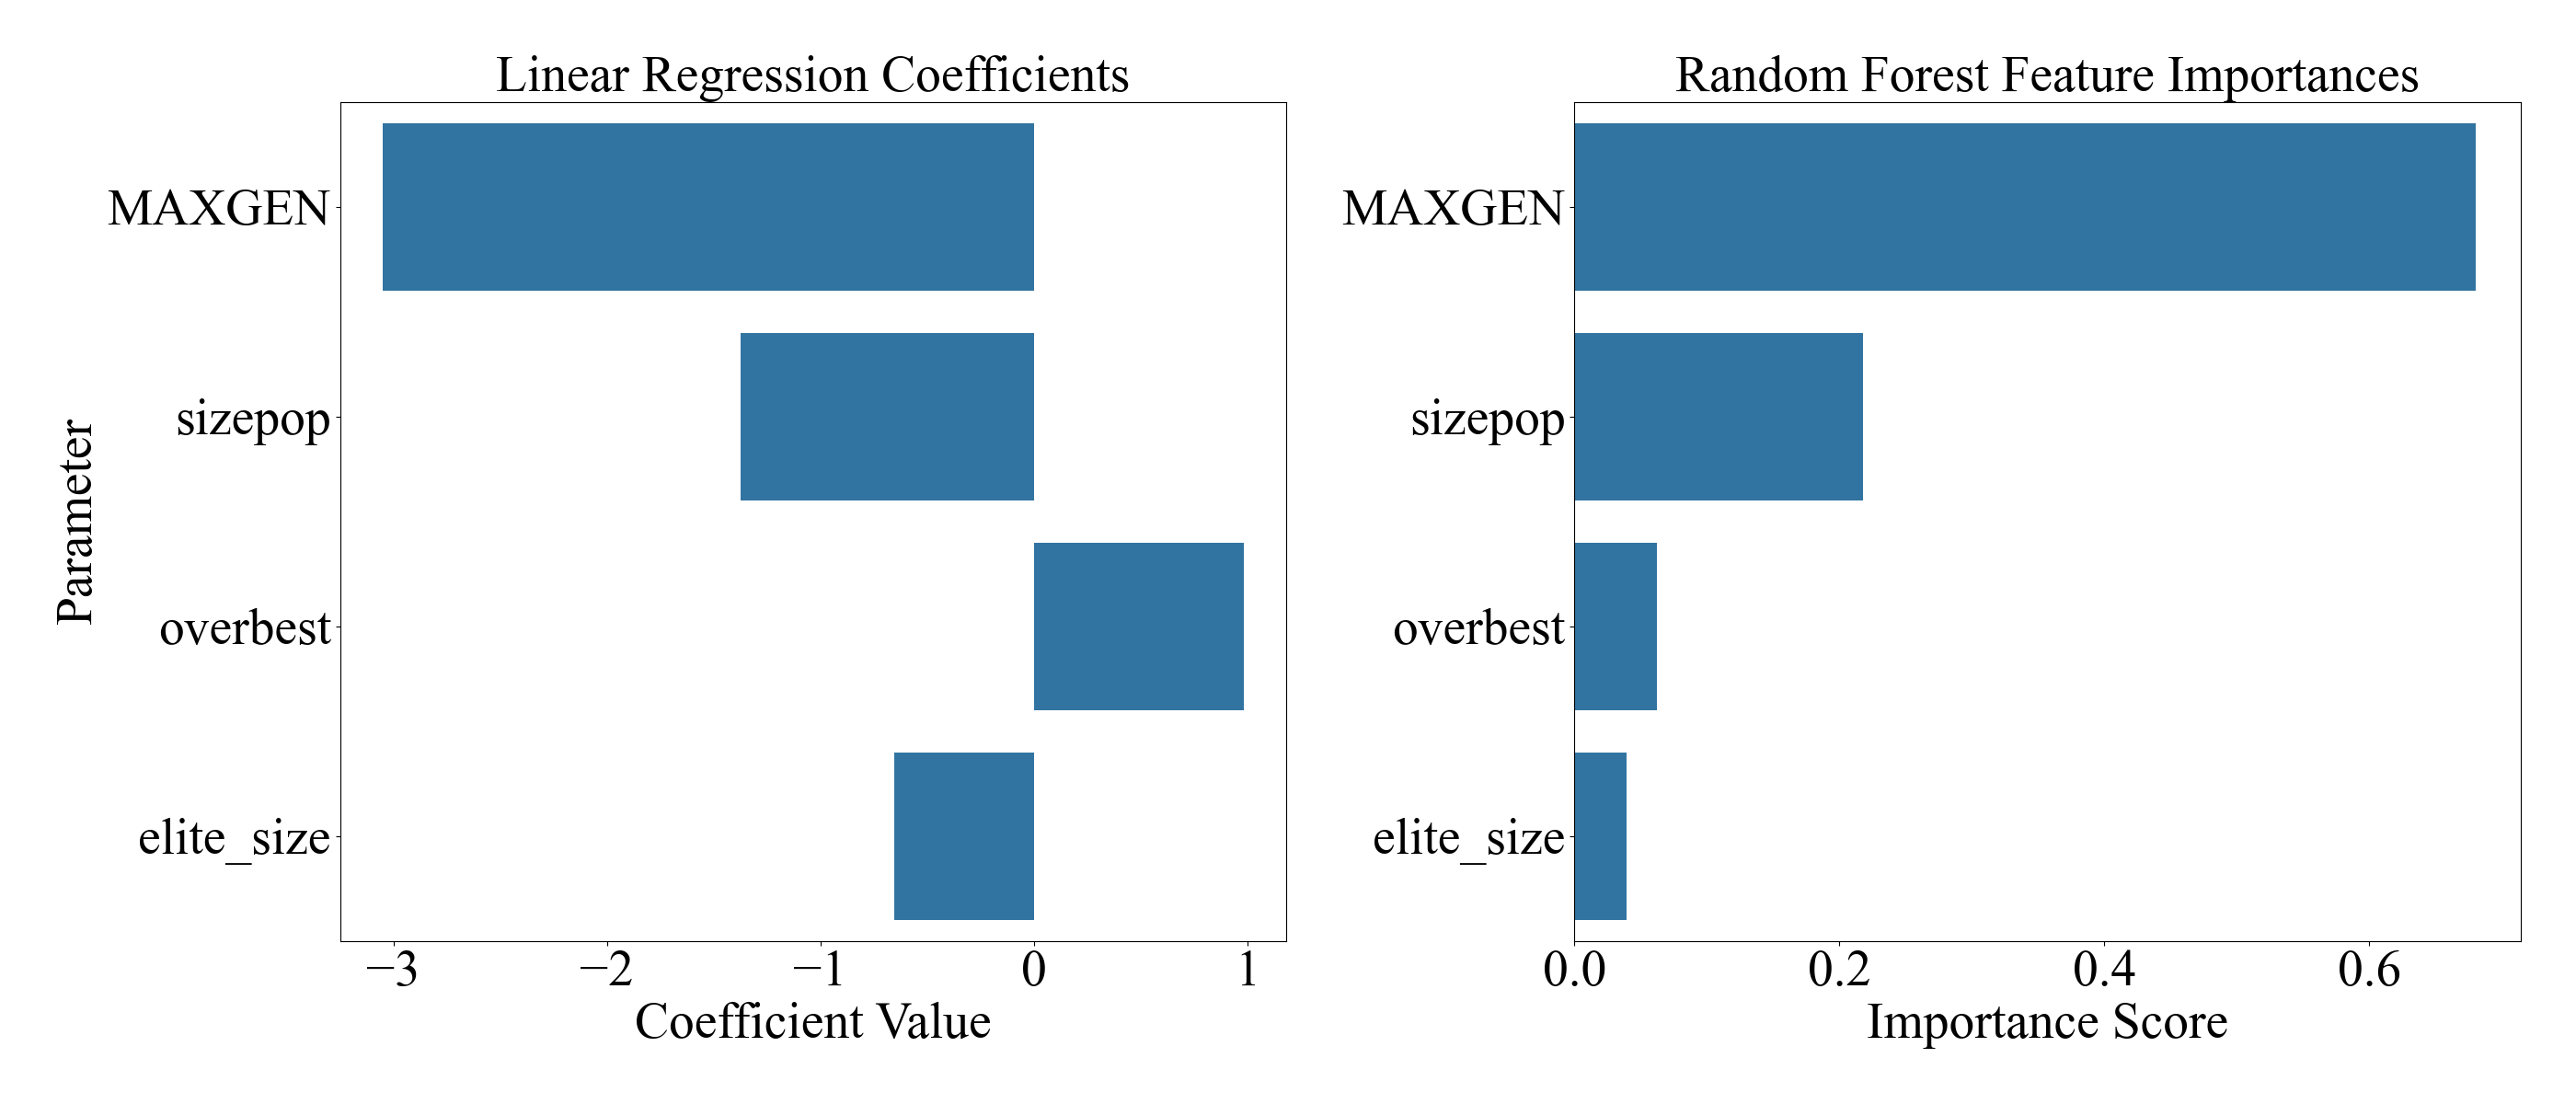 Linear Regression Coefficients
Parameter
MAXGEN
sizepop
overbest
elite_size
−3 −2 −1 0 1
Coefficient Value
Random Forest Feature Importances
MAXGEN
sizepop
overbest
elite_size
0.0 0.2 0.4 0.6
Importance Score